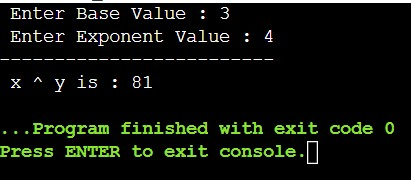 Enter Base Value : 3
Enter Exponent Value : 4
-------------------------
x ^ y is : 81
...Program finished with exit code 0
Press ENTER to exit console.